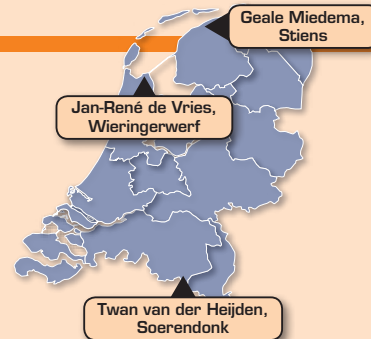 Geale Miedema,
Stiens
Jan-René de Vries,
Wieringerwerf
Twan van der Heijden,
Soerendonk